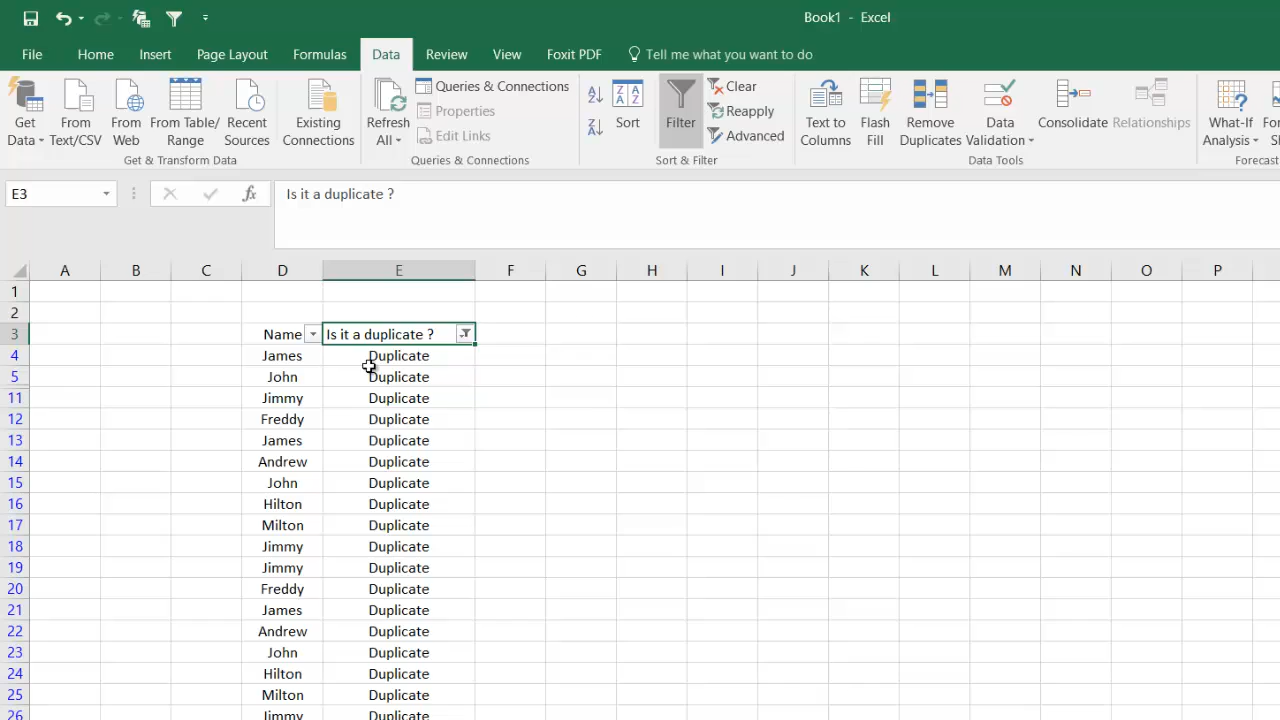 Book1 - Excel
File Home Insert Page Layout Formulas Data Review View Foxit PDF Tell me what you want to do
Get Data
From Text/CSV
From Web
From Table/ Range
Recent Sources
Existing Connections
Get & Transform Data
Refresh All
Queries & Connections
Properties
Edit Links
Queries & Connections
Sort
Filter
Clear
Reapply
Advanced
Sort & Filter
Text to Columns
Flash Fill
Remove Duplicates
Data Validation
Consolidate
Relationships
Data Tools
What-If Analysis
Forecast
E3 fx Is it a duplicate ?
A B C D E F G H I J K L M N O P
1
2
3 Name Is it a duplicate ?
4 James Duplicate
5 John Duplicate
11 Jimmy Duplicate
12 Freddy Duplicate
13 James Duplicate
14 Andrew Duplicate
15 John Duplicate
16 Hilton Duplicate
17 Milton Duplicate
18 Jimmy Duplicate
19 Jimmy Duplicate
20 Freddy Duplicate
21 James Duplicate
22 Andrew Duplicate
23 John Duplicate
24 Hilton Duplicate
25 Milton Duplicate
26 Jimmy Duplicate